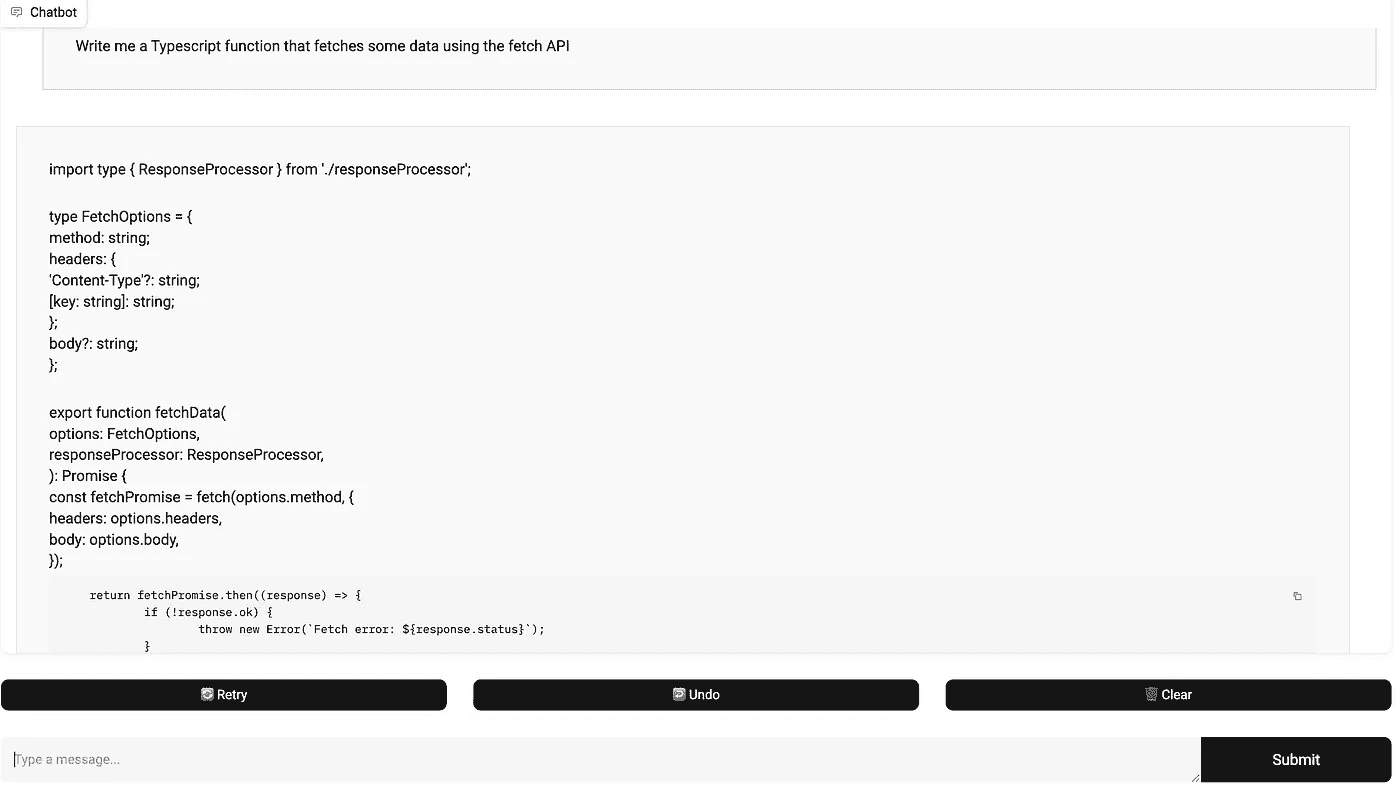 Chatbot
Write me a Typescript function that fetches some data using the fetch API
import type { ResponseProcessor } from './responseProcessor';
type FetchOptions = {
method: string;
headers: {
'Content-Type'?: string;
[key: string]: string;
};
body?: string;
};
export function fetchData(
options: FetchOptions,
responseProcessor: ResponseProcessor,
): Promise {
const fetchPromise = fetch(options.method, {
headers: options.headers,
body: options.body,
});
return fetchPromise.then((response) => {
if (!response.ok) {
throw new Error(`Fetch error: ${response.status}`);
}
Retry
Undo
Clear
Type a message...
Submit